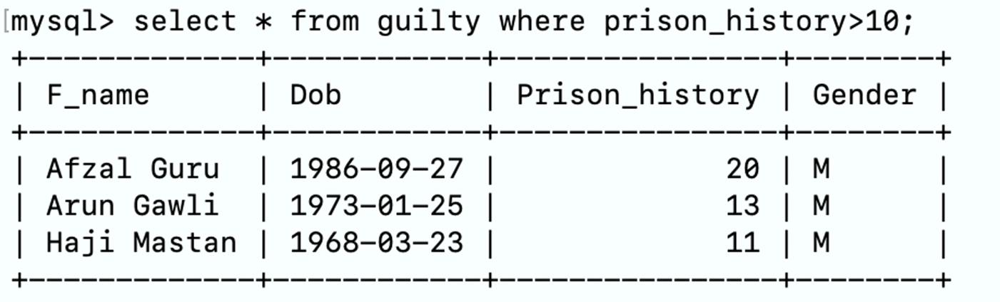 [mysql> select * from guilty where prison_history>10;
+-------------+------------+----------------+--------+
| F_name      | Dob        | Prison_history | Gender |
+-------------+------------+----------------+--------+
| Afzal Guru  | 1986-09-27 |             20 | M      |
| Arun Gawli  | 1973-01-25 |             13 | M      |
| Haji Mastan | 1968-03-23 |             11 | M      |
+-------------+------------+----------------+--------+